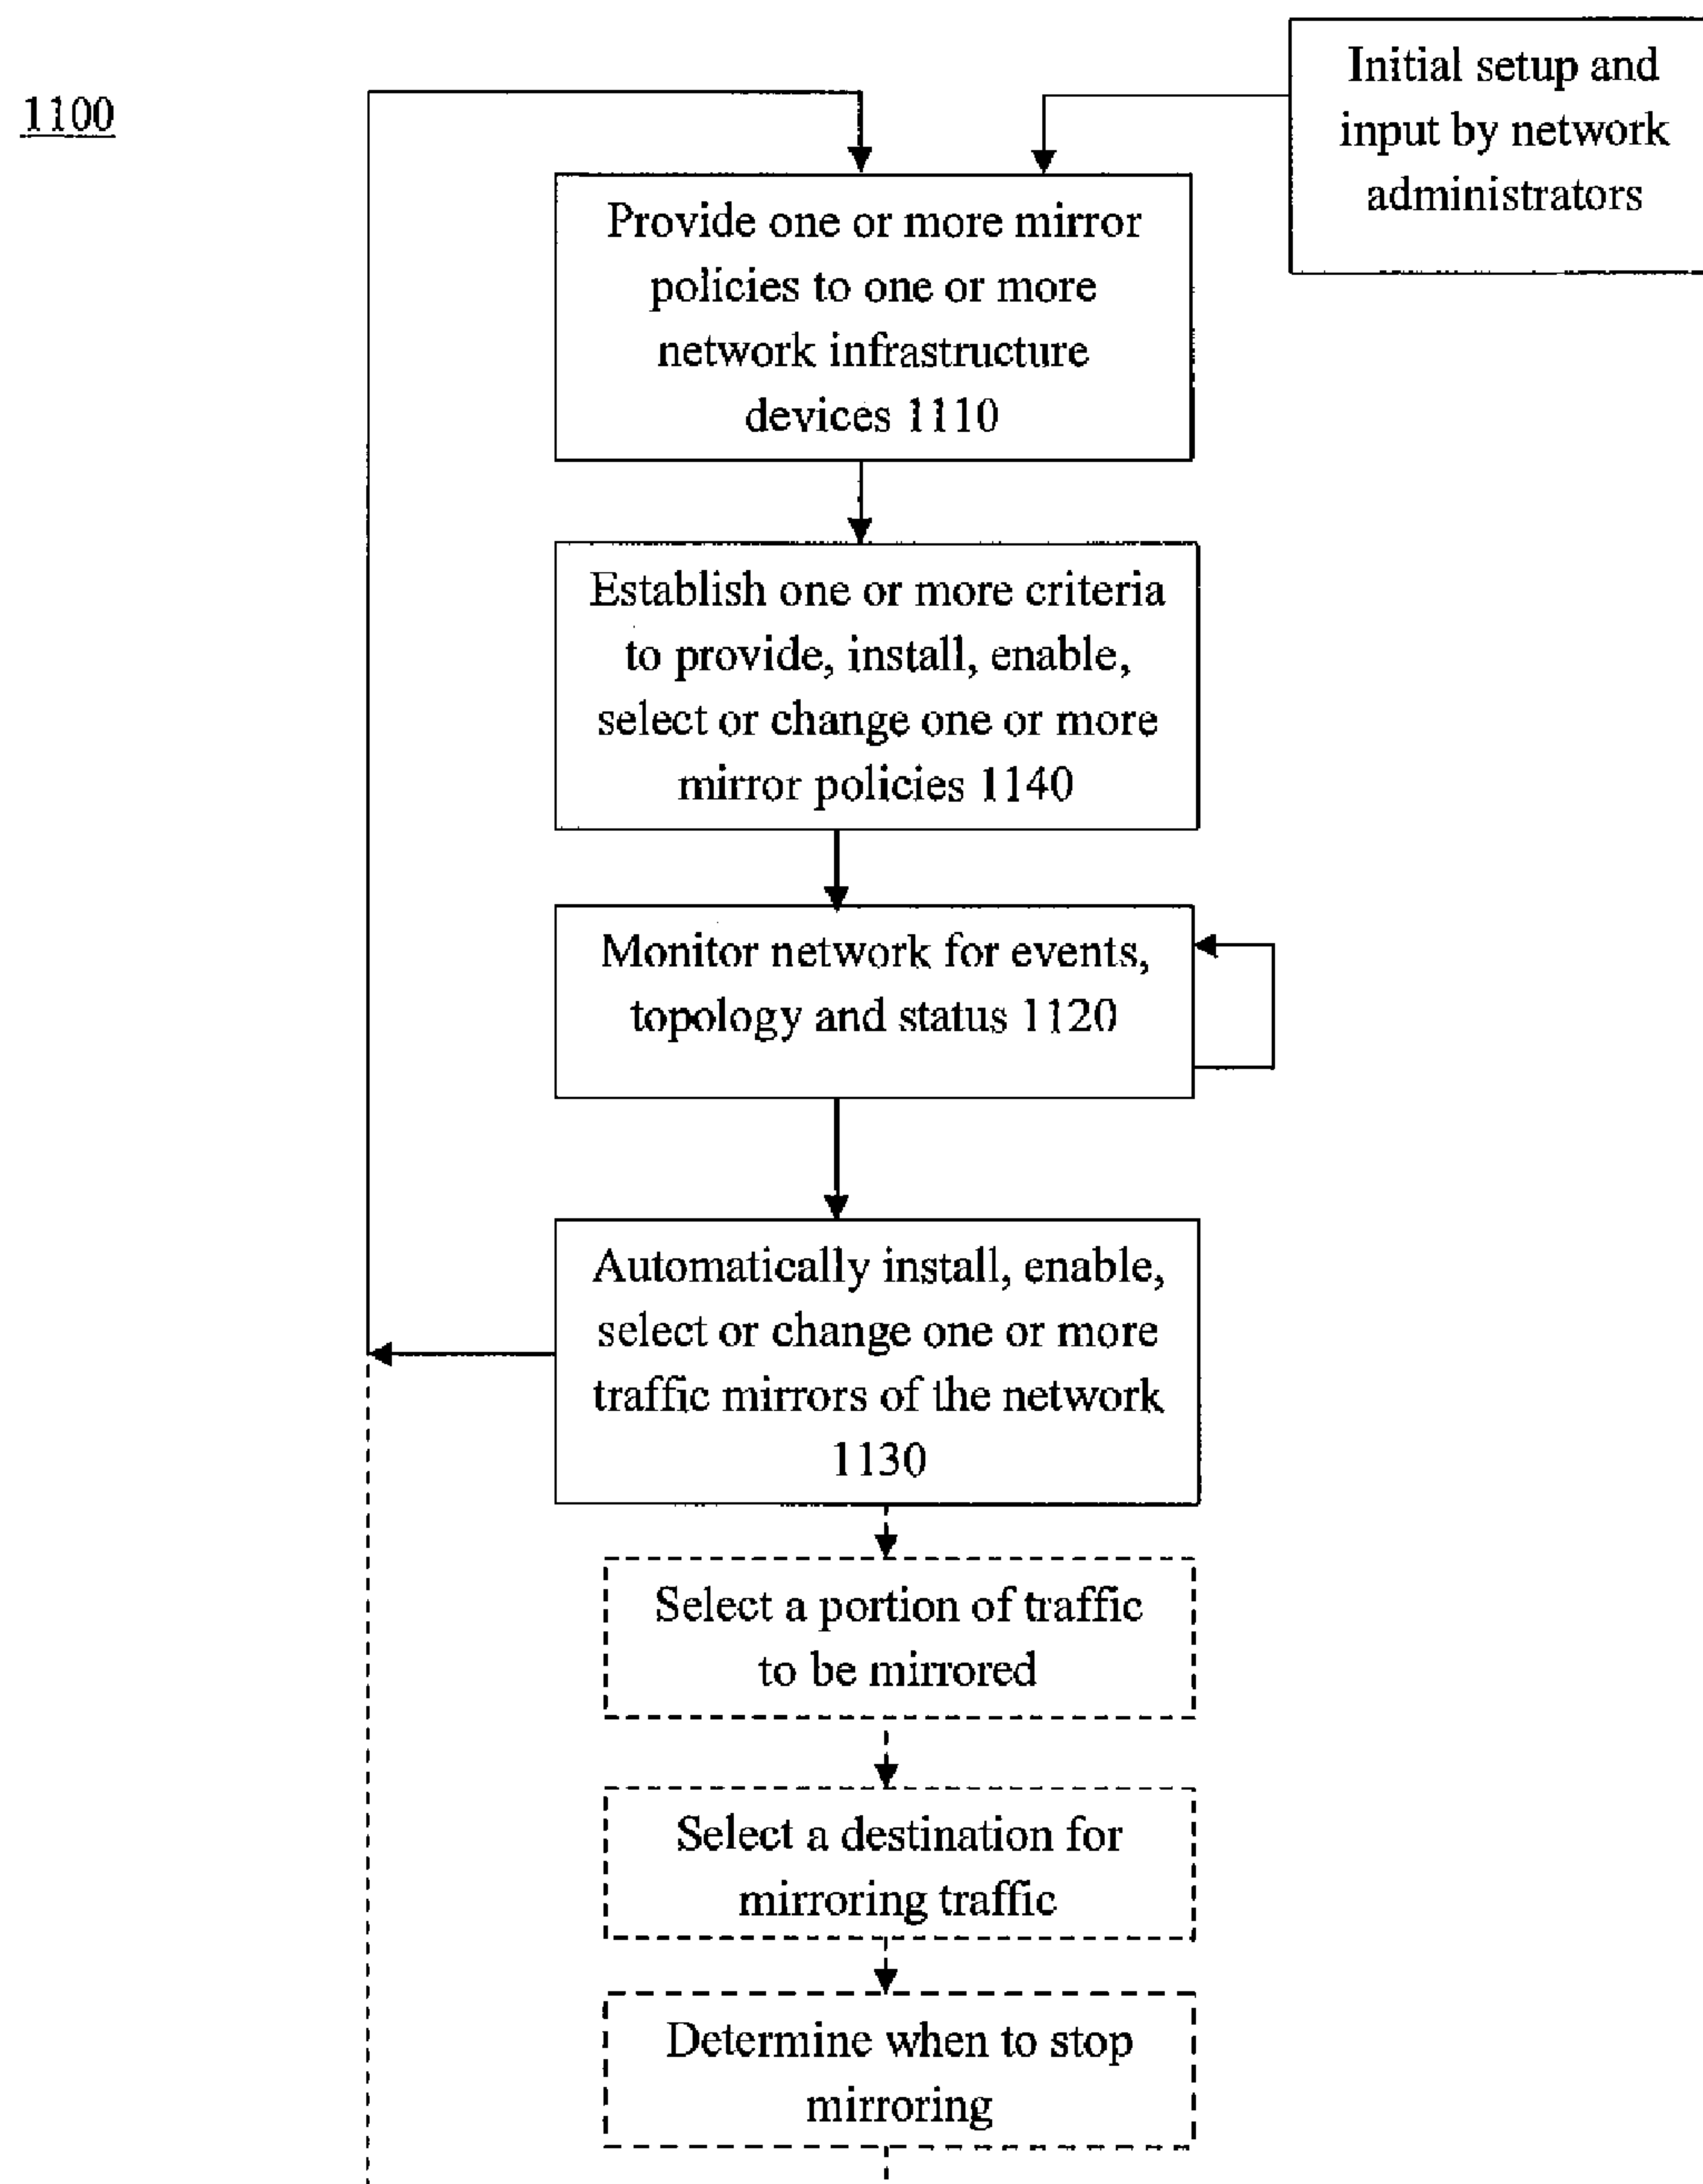 1100
Initial setup and
input by network
administrators
Provide one or more mirror
policies to one or more
network infrastructure
devices 1110
Establish one or more criteria
to provide, install, enable,
select or change one or more
mirror policies 1140
Monitor network for events,
topology and status 1120
Automatically install, enable,
select or change one or more
traffic mirrors of the network
1130
Select a portion of traffic
to be mirrored
Select a destination for
mirroring traffic
Determine when to stop
mirroring